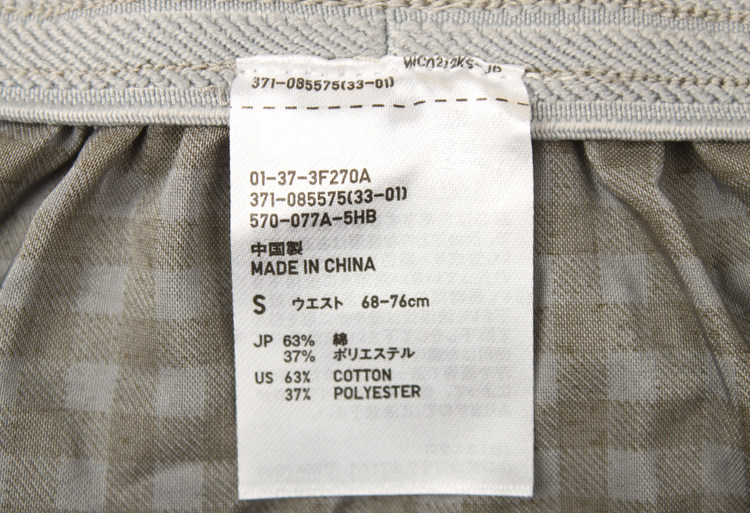 371-085575(33-01)
01-37-3F270A
371-085575(33-01)
570-077A-5HB
中国製
MADE IN CHINA
S ウエスト 68-76cm
JP 63% 綿
37% ポリエステル
US 63% COTTON
37% POLYESTER